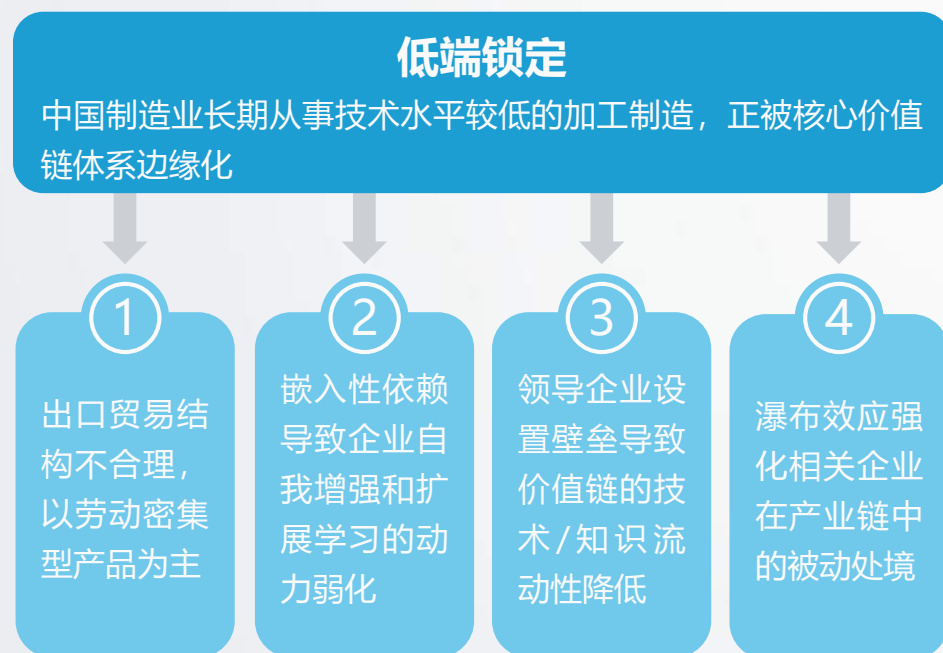 低端锁定
中国制造业长期从事技术水平较低的加工制造，正被核心价值
链体系边缘化
1
出口贸易结
构不合理，
以劳动密集
型产品为主
2
嵌入性依赖
导致企业自
我增强和扩
展学习的动
力弱化
3
领导企业设
置壁垒导致
价值链的技
术/知识流
动性降低
4
瀑布效应强
化相关企业
在产业链中
的被动处境